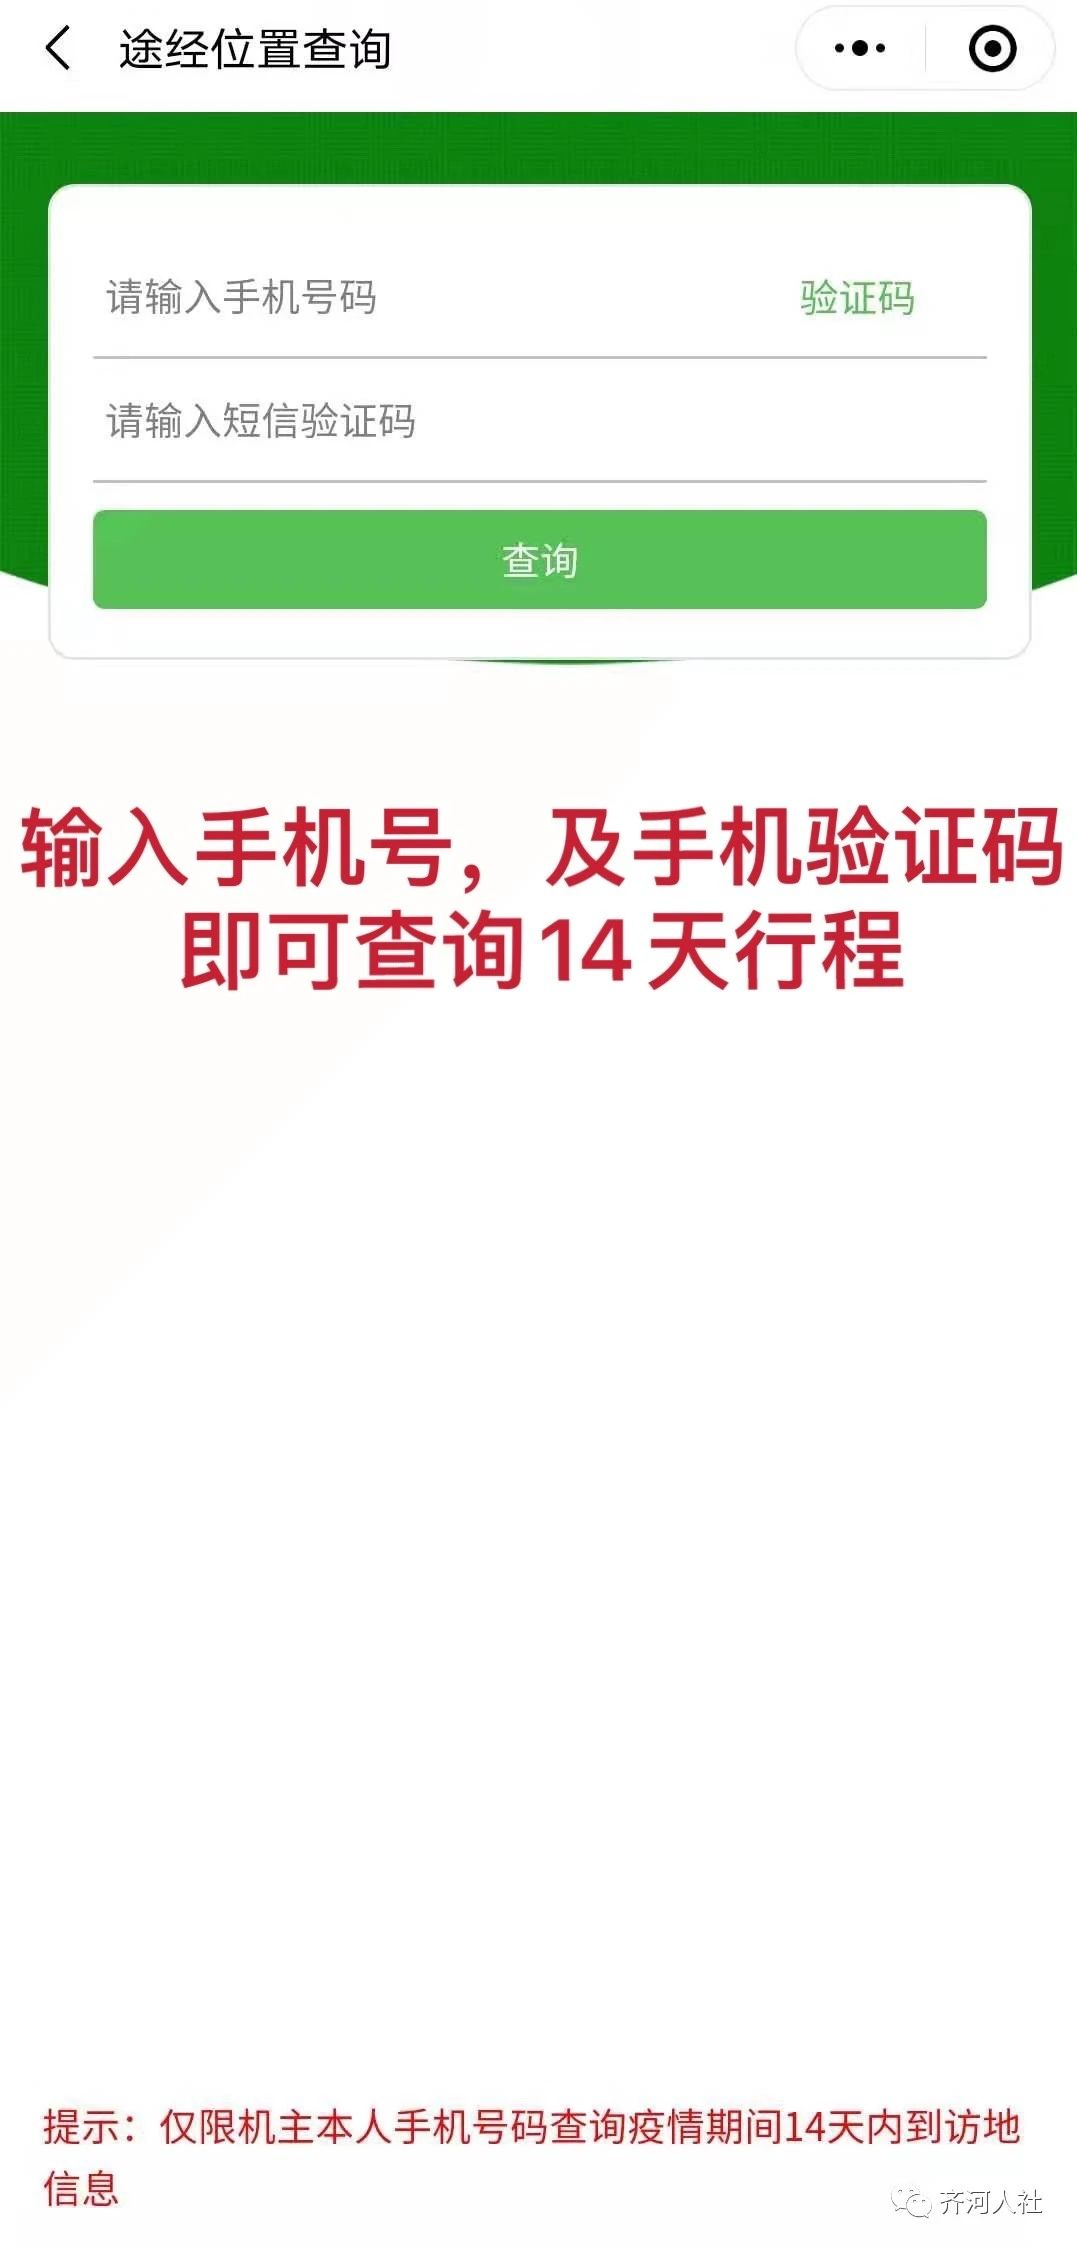 途经位置查询
请输入手机号码 验证码
请输入短信验证码
查询
输入手机号，及手机验证码
即可查询14天行程
提示：仅限机主本人手机号码查询疫情期间14天内到访地
信息
齐河人社